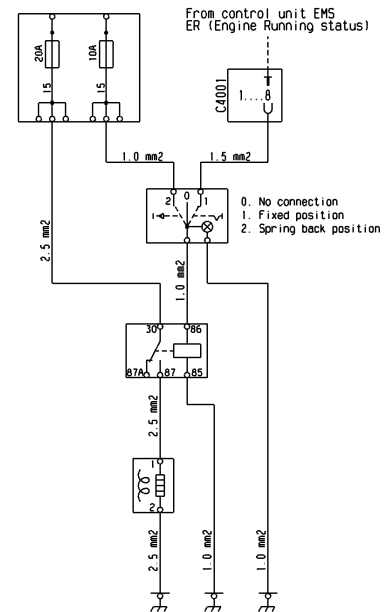 From control unit EMS
ER (Engine Running status)
20A
10A
15
15
C4001
1....8
1.0 mm2
1.5 mm2
2
0
1
0. No connection
1. Fixed position
2. Spring back position
2.5 mm2
1.0 mm2
30
86
87A
87
85
2.5 mm2
1
2
2.5 mm2
1.0 mm2
1.0 mm2